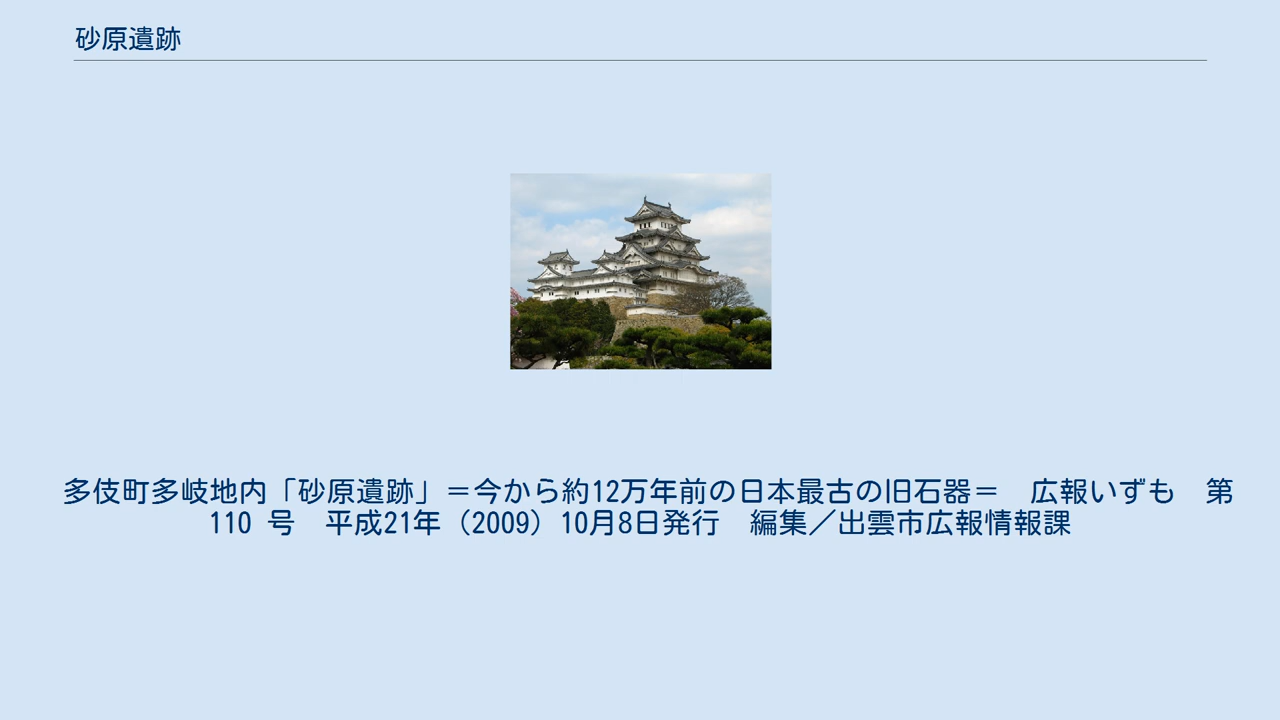 砂原遺跡
多伎町多岐地内「砂原遺跡」＝今から約12万年前の日本最古の旧石器＝　広報いずも　第
110 号　平成21年（2009）10月8日発行　編集／出雲市広報情報課